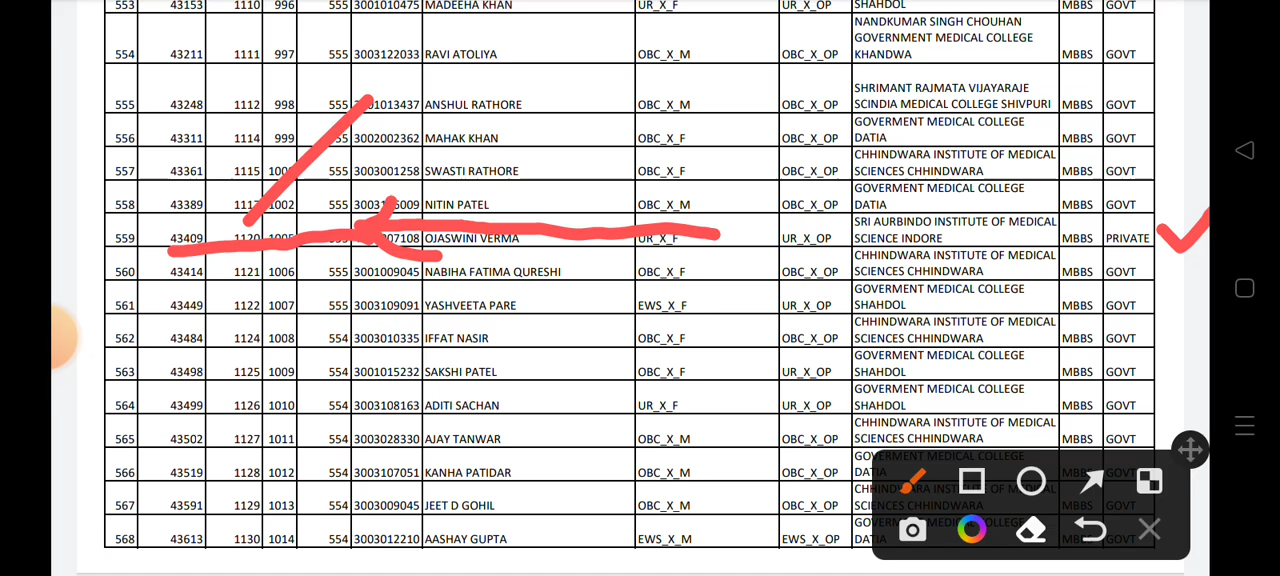 553 43153 1110 996 555 3001010475 MADEEHA KHAN UR_X_F UR_X_OP SHAHDOL MBBS GOVT
554 43211 1111 997 555 3003122033 RAVI ATOLIYA OBC_X_M OBC_X_OP NANDKUMAR SINGH CHOUHAN
GOVERNMENT MEDICAL COLLEGE
KHANDWA MBBS GOVT
555 43248 1112 998 555 1013437 ANSHUL RATHORE OBC_X_M OBC_X_OP SHRIMANT RAJMATA VIJAYARAJE
SCINDIA MEDICAL COLLEGE SHIVPURI MBBS GOVT
556 43311 1114 999 555 3002002362 MAHAK KHAN OBC_X_F OBC_X_OP GOVERMENT MEDICAL COLLEGE
DATIA MBBS GOVT
557 43361 1115 555 3003001258 SWASTI RATHORE OBC_X_F OBC_X_OP CHHINDWARA INSTITUTE OF MEDICAL
SCIENCES CHHINDWARA MBBS GOVT
558 43389 1002 555 NITIN PATEL OBC_X_M OBC_X_OP GOVERMENT MEDICAL COLLEGE
DATIA MBBS GOVT
559 43409 OJASWINI VERMA UR_X_F UR_X_OP SRI AURBINDO INSTITUTE OF MEDICAL
SCIENCE INDORE MBBS PRIVATE
560 43414 1121 1006 555 3001009045 NABIHA FATIMA QURESHI OBC_X_F OBC_X_OP CHHINDWARA INSTITUTE OF MEDICAL
SCIENCES CHHINDWARA MBBS GOVT
561 43449 1122 1007 555 3003109091 YASHVEETA PARE EWS_X_F UR_X_OP GOVERMENT MEDICAL COLLEGE
SHAHDOL MBBS GOVT
562 43484 1124 1008 554 3003010335 IFFAT NASIR OBC_X_F OBC_X_OP CHHINDWARA INSTITUTE OF MEDICAL
SCIENCES CHHINDWARA MBBS GOVT
563 43498 1125 1009 554 3001015232 SAKSHI PATEL OBC_X_F UR_X_OP GOVERMENT MEDICAL COLLEGE
SHAHDOL MBBS GOVT
564 43499 1126 1010 554 3003108163 ADITI SACHAN UR_X_F UR_X_OP GOVERMENT MEDICAL COLLEGE
SHAHDOL MBBS GOVT
565 43502 1127 1011 554 3003028330 AJAY TANWAR OBC_X_M OBC_X_OP CHHINDWARA INSTITUTE OF MEDICAL
SCIENCES CHHINDWARA MBBS GOVT
566 43519 1128 1012 554 3003107051 KANHA PATIDAR OBC_X_M OBC_X_OP GOVERMENT MEDICAL COLLEGE
DATIA MBBS GOVT
567 43591 1129 1013 554 3003009045 JEET D GOHIL OBC_X_M OBC_X_OP
568 43613 1130 1014 554 3003012210 AASHAY GUPTA EWS_X_M EWS_X_OP DATIA MBBS GOVT